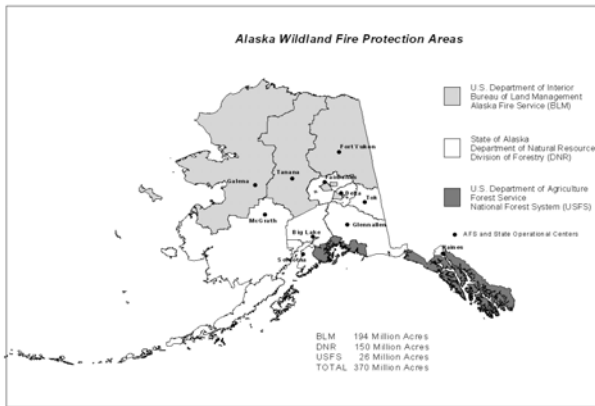 Alaska Wildland Fire Protection Areas
U.S. Department of Interior
Bureau of Land Management
Alaska Fire Service (BLM)
State of Alaska
Department of Natural Resource
Division of Forestry (DNR)
U.S. Department of Agriculture
Forest Service
National Forest System (USFS)
AFS and State Operational Centers
Fort Yukon
Tanana
Galena
Fairbanks
Delta
Tok
McGrath
Glennallen
Big Lake
Soldotna
Haines
BLM 194 Million Acres
DNR 150 Million Acres
USFS 26 Million Acres
TOTAL 370 Million Acres